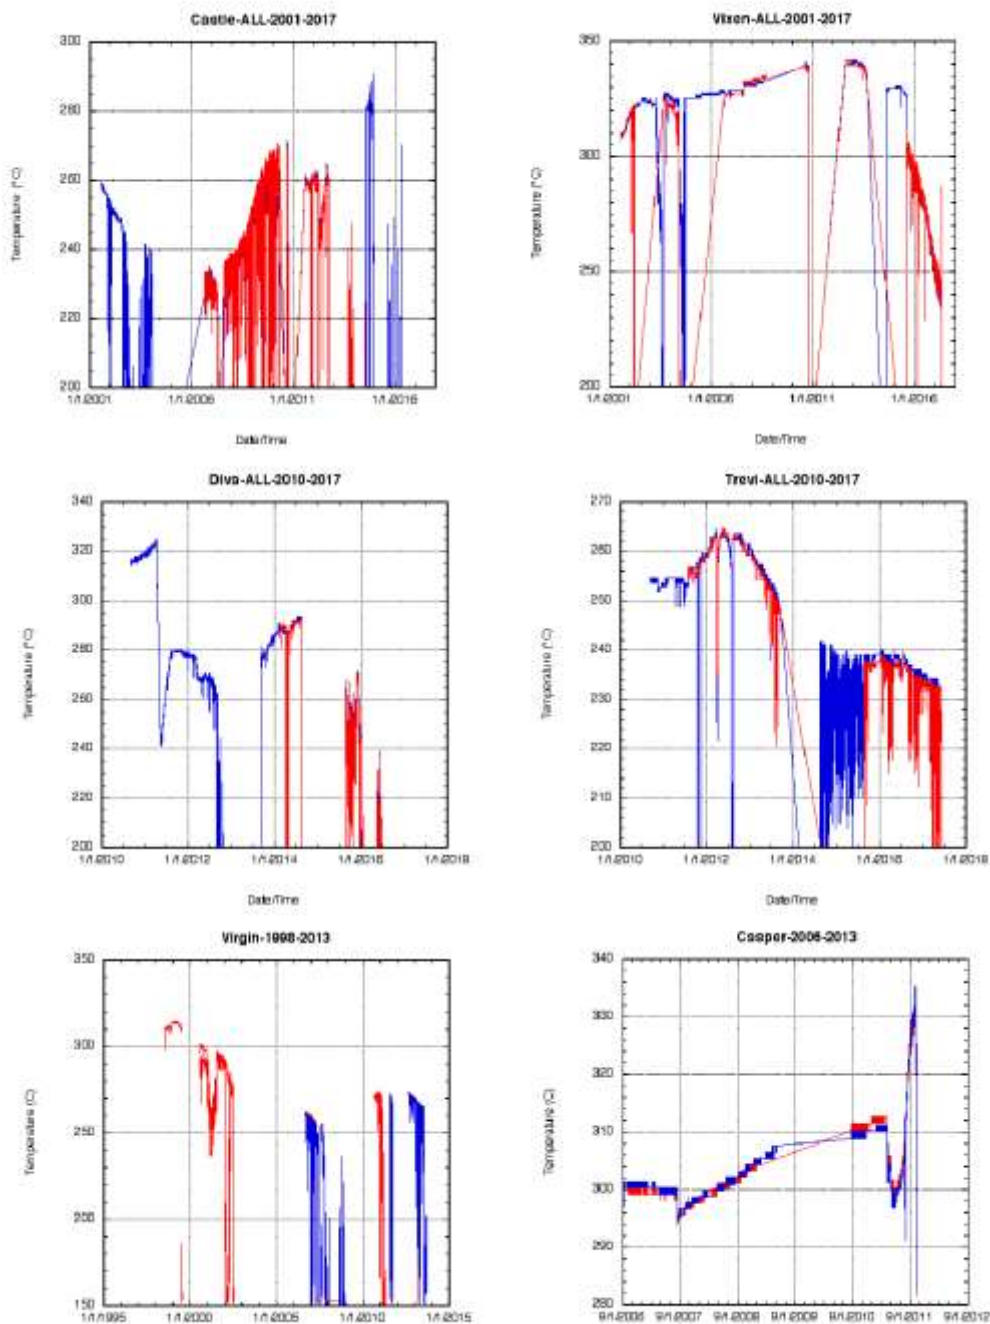 Castle-ALL-2001-2017
300
280
260
240
220
200
Temperature (°C)
1/1/2001 1/1/2006 1/1/2011 1/1/2016
Date/Time
Vixen-ALL-2001-2017
350
300
250
200
Temperature (°C)
1/1/2001 1/1/2006 1/1/2011 1/1/2016
Date/Time
Diva-ALL-2010-2017
340
320
300
280
260
240
220
200
Temperature (°C)
1/1/2010 1/1/2012 1/1/2014 1/1/2016 1/1/2018
Date/Time
Trevi-ALL-2010-2017
270
260
250
240
230
220
210
200
Temperature (°C)
1/1/2010 1/1/2012 1/1/2014 1/1/2016 1/1/2018
Date/Time
Virgin-1998-2013
350
300
250
200
150
Temperature (C)
1/1/1995 1/1/2000 1/1/2005 1/1/2010 1/1/2015
Casper-2006-2013
340
330
320
310
300
290
280
Temperature (C)
9/1/2006 9/1/2007 9/1/2008 9/1/2009 9/1/2010 9/1/2011 9/1/2012